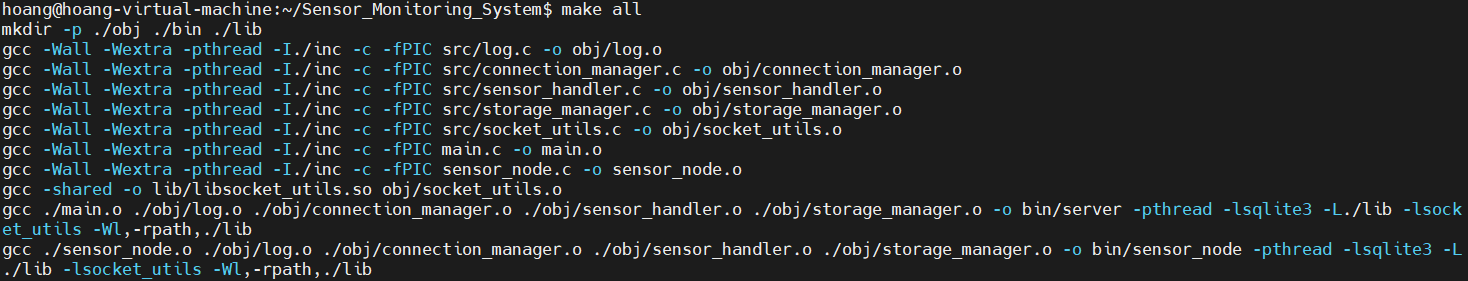 hoang@hoang-virtual-machine:~/Sensor_Monitoring_System$ make all
mkdir -p ./obj ./bin ./lib
gcc -Wall -Wextra -pthread -I./inc -c -fPIC src/log.c -o obj/log.o
gcc -Wall -Wextra -pthread -I./inc -c -fPIC src/connection_manager.c -o obj/connection_manager.o
gcc -Wall -Wextra -pthread -I./inc -c -fPIC src/sensor_handler.c -o obj/sensor_handler.o
gcc -Wall -Wextra -pthread -I./inc -c -fPIC src/storage_manager.c -o obj/storage_manager.o
gcc -Wall -Wextra -pthread -I./inc -c -fPIC src/socket_utils.c -o obj/socket_utils.o
gcc -Wall -Wextra -pthread -I./inc -c -fPIC main.c -o main.o
gcc -Wall -Wextra -pthread -I./inc -c -fPIC sensor_node.c -o sensor_node.o
gcc -shared -o lib/libsocket_utils.so obj/socket_utils.o
gcc ./main.o ./obj/log.o ./obj/connection_manager.o ./obj/sensor_handler.o ./obj/storage_manager.o -o bin/server -pthread -lsqlite3 -L./lib -lsock
et_utils -Wl,-rpath,./lib
gcc ./sensor_node.o ./obj/log.o ./obj/connection_manager.o ./obj/sensor_handler.o ./obj/storage_manager.o -o bin/sensor_node -pthread -lsqlite3 -L
./lib -lsocket_utils -Wl,-rpath,./lib